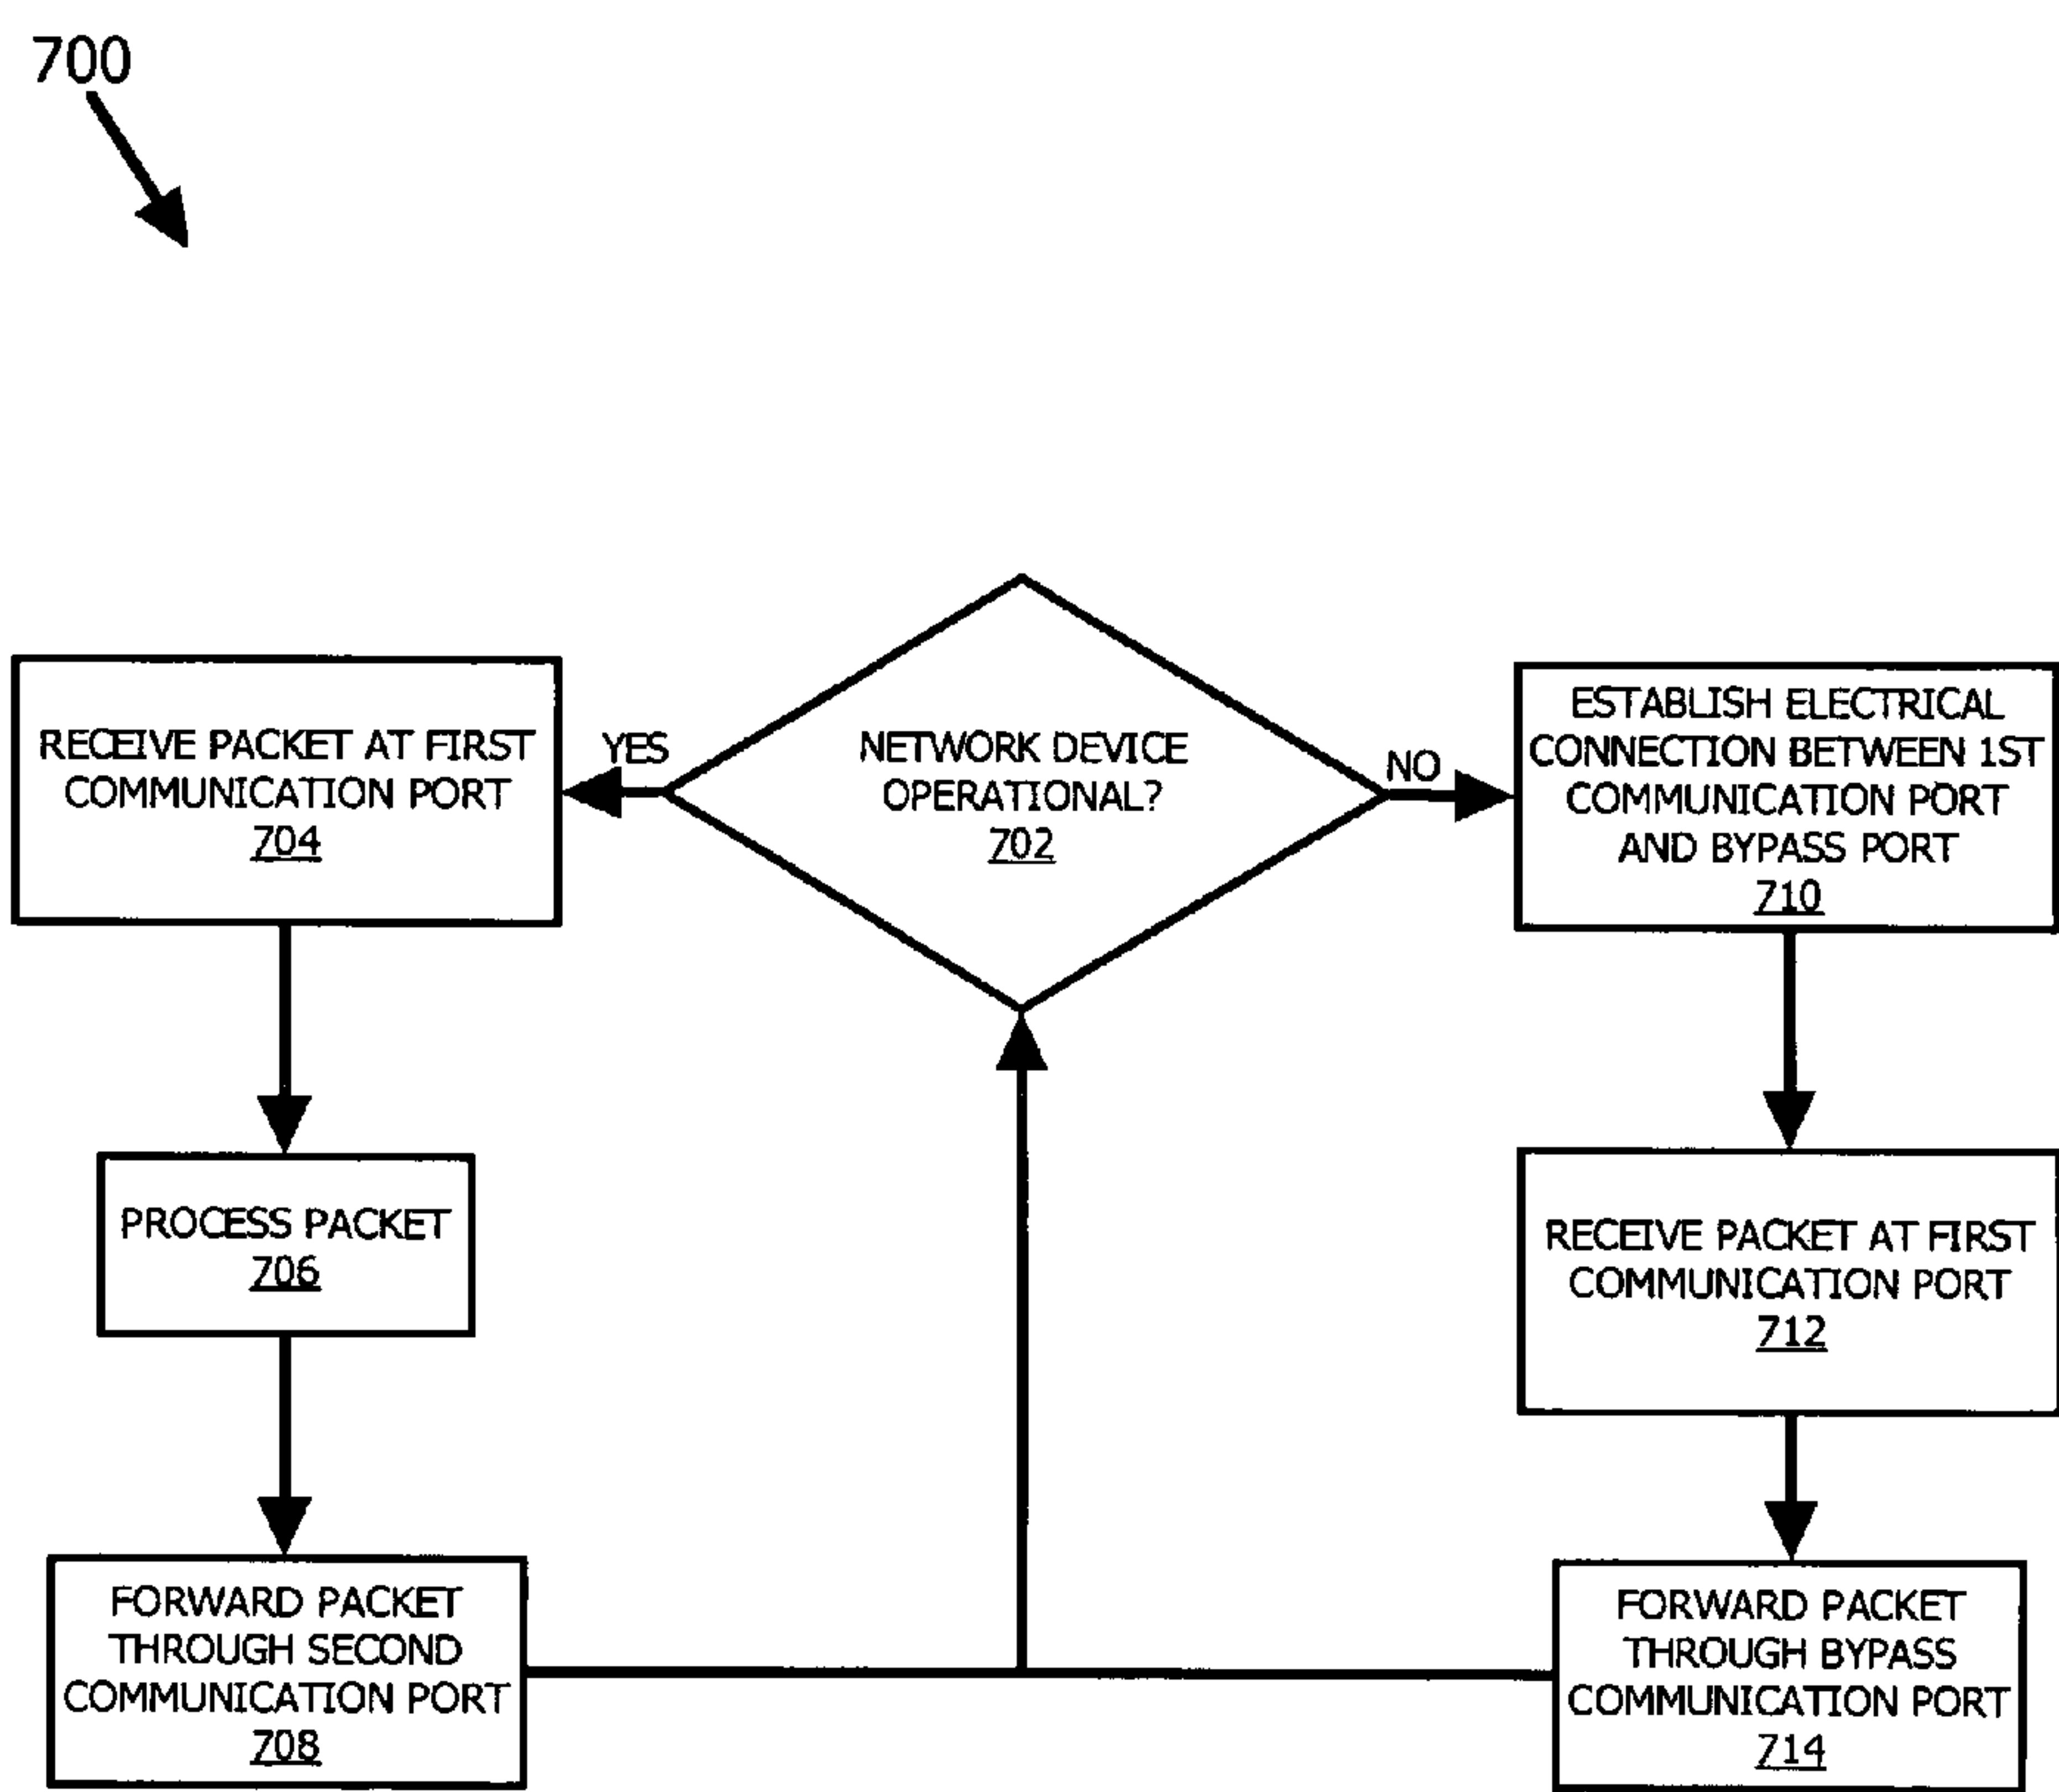 700
NETWORK DEVICE
OPERATIONAL?
702
YES
RECEIVE PACKET AT FIRST
COMMUNICATION PORT
704
PROCESS PACKET
706
FORWARD PACKET
THROUGH SECOND
COMMUNICATION PORT
708
NO
ESTABLISH ELECTRICAL
CONNECTION BETWEEN 1ST
COMMUNICATION PORT
AND BYPASS PORT
710
RECEIVE PACKET AT FIRST
COMMUNICATION PORT
712
FORWARD PACKET
THROUGH BYPASS
COMMUNICATION PORT
714